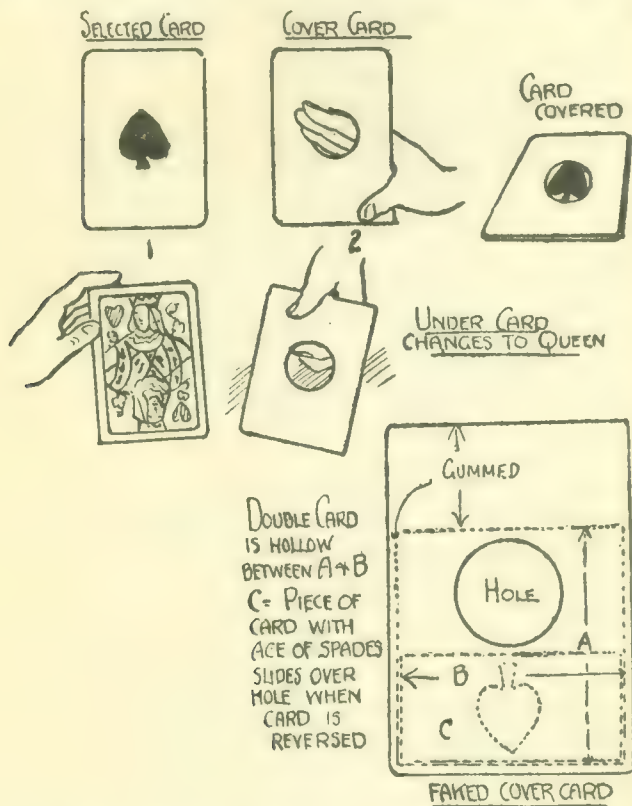 SELECTED CARD
COVER CARD
CARD
COVERED
1
2
UNDER CARD
CHANGES TO QUEEN
GUMMED
DOUBLE CARD
IS HOLLOW
BETWEEN A & B
C = PIECE OF
CARD WITH
ACE OF SPADES
SLIDES OVER
HOLE WHEN
CARD IS
REVERSED
HOLE
A
B
C
FAKED COVER CARD